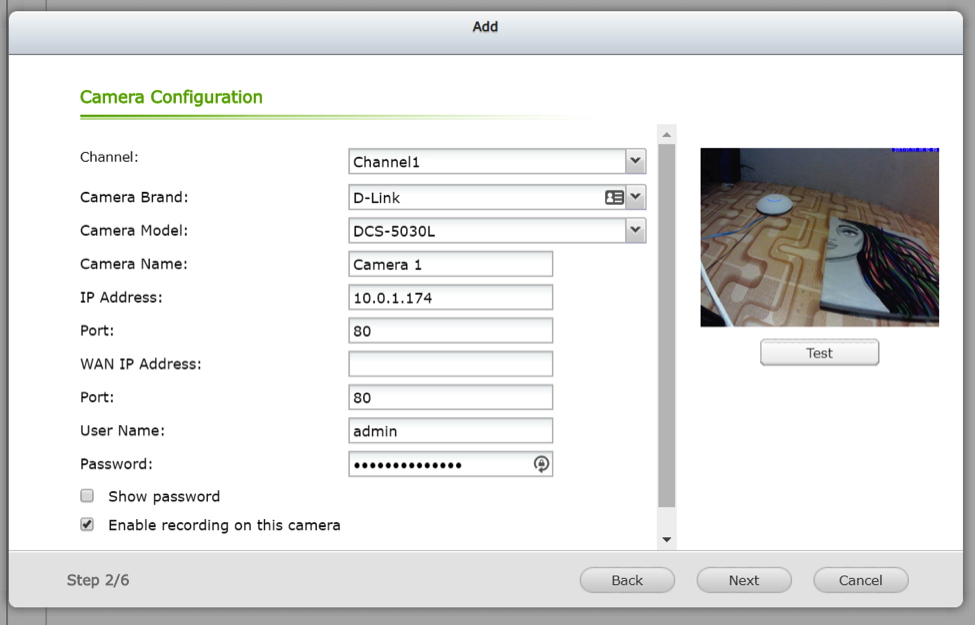 Add
Camera Configuration
Channel: Channel1
Camera Brand: D-Link
Camera Model: DCS-5030L
Camera Name: Camera 1
IP Address: 10.0.1.174
Port: 80
WAN IP Address:
Port: 80
User Name: admin
Password: ••••••••••••••
Show password
Enable recording on this camera
Test
Step 2/6 Back Next Cancel